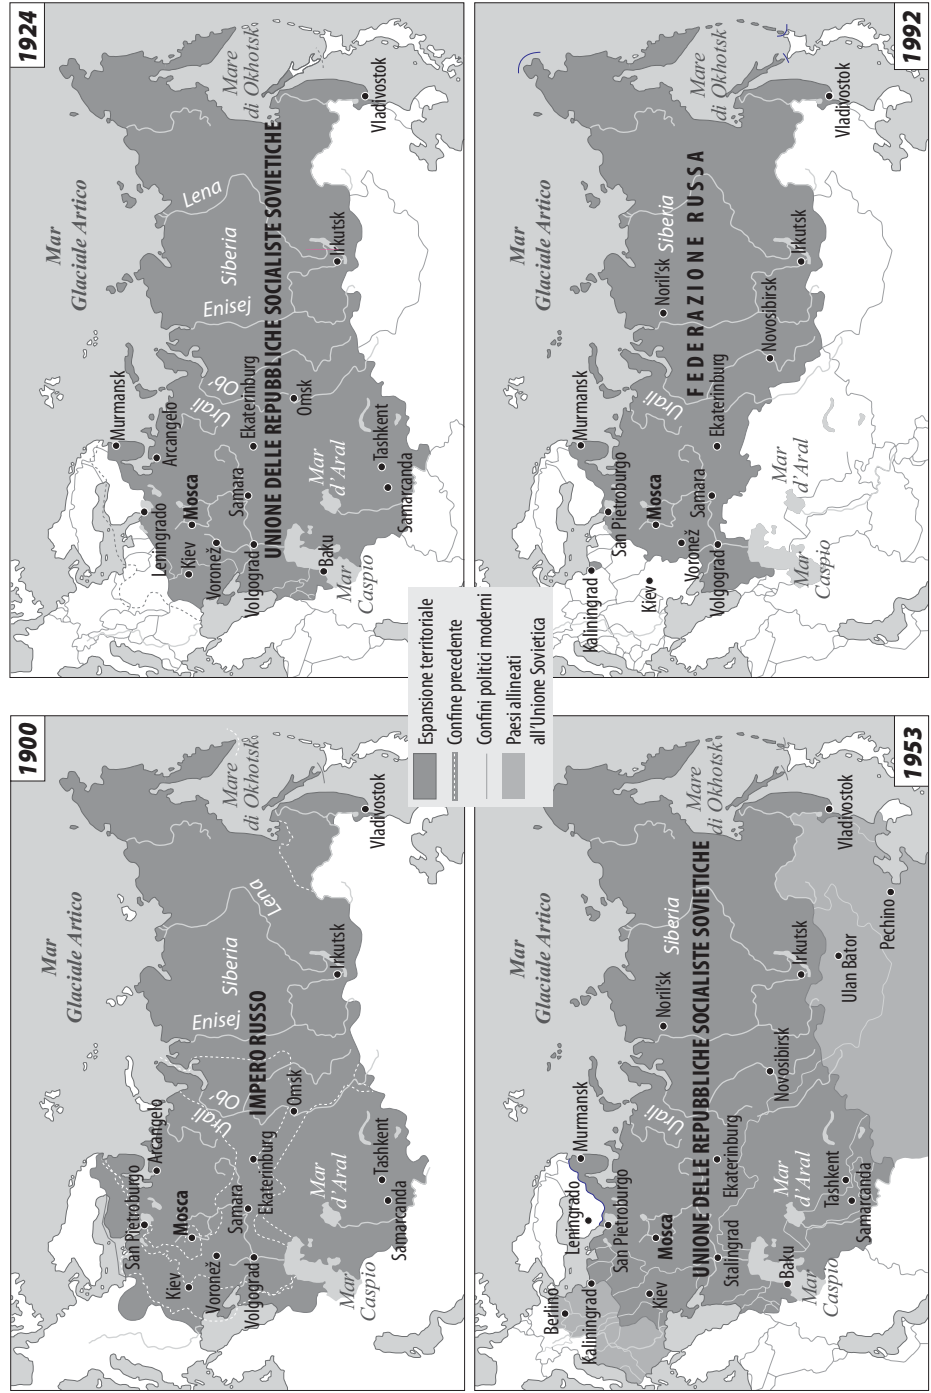 1900
Mar
Glaciale Artico
San Pietroburgo
Arcangelo
Mosca
Kiev
Voronež
Samara
Volgograd
Ekaterinburg
Urali
Ob'
Enisej
Siberia
Lena
IMPERO RUSSO
Omsk
Irkutsk
Mare
di Okhotsk
Vladivostok
Mar
d'Aral
Mar
Caspio
Tashkent
Samarcanda
1924
Mar
Glaciale Artico
Murmansk
Arcangelo
Leningrado
Mosca
Kiev
Voronež
Samara
Volgograd
Ekaterinburg
Urali
Ob'
Enisej
Siberia
Lena
UNIONE DELLE REPUBBLICHE SOCIALISTE SOVIETICHE
Omsk
Irkutsk
Mare
di Okhotsk
Vladivostok
Baku
Mar
d'Aral
Mar
Caspio
Tashkent
Samarcanda
Espansione territoriale
Confine precedente
Confini politici moderni
Paesi allineati
all'Unione Sovietica
1953
Mar
Glaciale Artico
Berlino
Kaliningrad
Leningrado
Murmansk
San Pietroburgo
Mosca
Kiev
Urali
Noril'sk
Siberia
UNIONE DELLE REPUBBLICHE SOCIALISTE SOVIETICHE
Stalingrad
Ekaterinburg
Novosibirsk
Irkutsk
Mare
di Okhotsk
Vladivostok
Baku
Mar
d'Aral
Mar
Caspio
Tashkent
Samarcanda
Ulan Bator
Pechino
1992
Mar
Glaciale Artico
Murmansk
Kaliningrad
San Pietroburgo
Mosca
Kiev
Voronež
Samara
Volgograd
Ekaterinburg
Urali
Noril'sk
Siberia
FEDERAZIONE RUSSA
Novosibirsk
Irkutsk
Mare
di Okhotsk
Vladivostok
Mar
d'Aral
Mar
Caspio